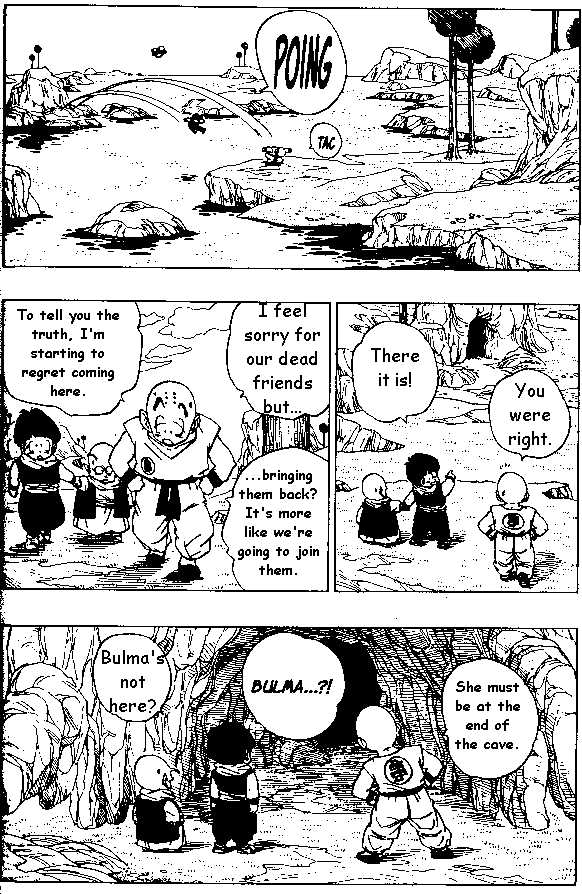 POING
TAC
To tell you the
truth, I'm
starting to
regret coming
here.
I feel
sorry for
our dead
friends
but...
...bringing
them back?
It's more
like we're
going to join
them.
There
it is!
You
were
right.
Bulma's
not
here?
BULMA...?!
She must
be at the
end of
the cave.